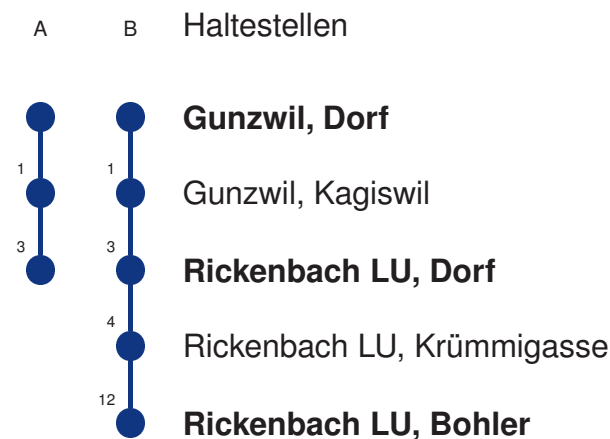 A B Haltestellen
Gunzwil, Dorf
1 1 Gunzwil, Kagiswil
3 3 Rickenbach LU, Dorf
4 Rickenbach LU, Krümmigasse
12 Rickenbach LU, Bohler